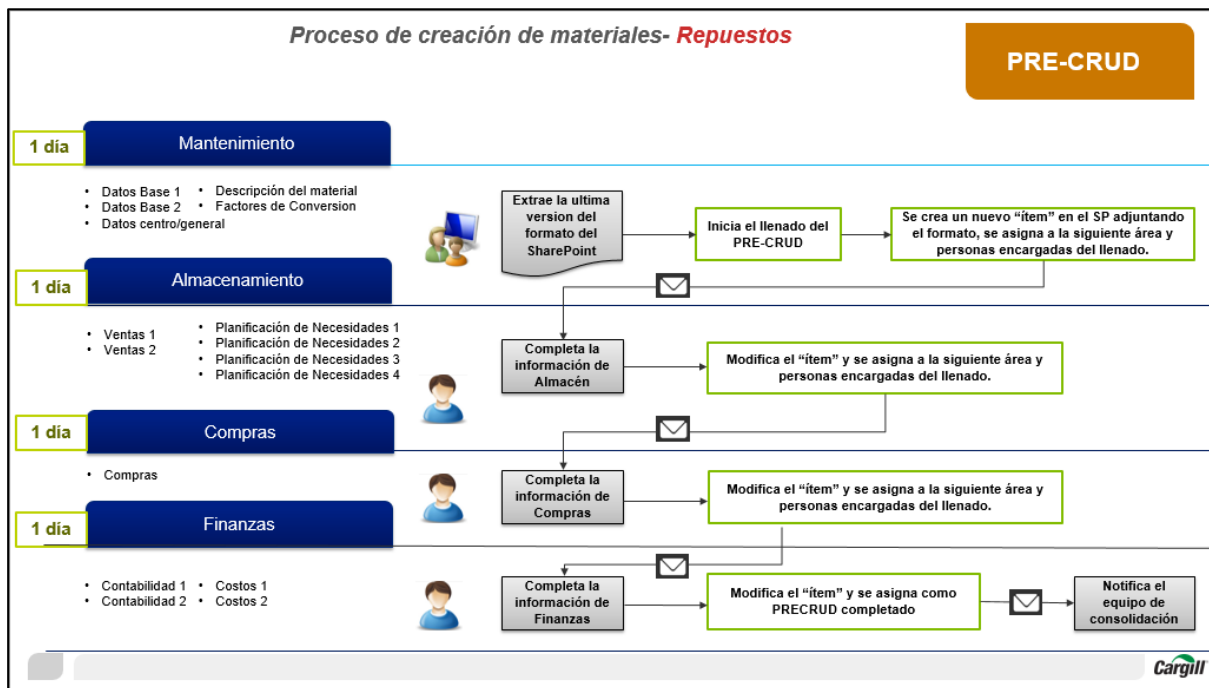 Proceso de creación de materiales- Repuestos
PRE-CRUD
1 día
Mantenimiento
• Datos Base 1
• Datos Base 2
• Datos centro/general
• Descripción del material
• Factores de Conversion
Extrae la ultima
version del
formato del
SharePoint
Inicia el llenado del
PRE-CRUD
Se crea un nuevo “ítem” en el SP adjuntando
el formato, se asigna a la siguiente área y
personas encargadas del llenado.
1 día
Almacenamiento
• Ventas 1
• Ventas 2
• Planificación de Necesidades 1
• Planificación de Necesidades 2
• Planificación de Necesidades 3
• Planificación de Necesidades 4
Completa la
información de
Almacén
Modifica el “ítem” y se asigna a la siguiente área y
personas encargadas del llenado.
1 día
Compras
• Compras
Completa la
información de
Compras
Modifica el “ítem” y se asigna a la siguiente área y
personas encargadas del llenado.
1 día
Finanzas
• Contabilidad 1
• Contabilidad 2
• Costos 1
• Costos 2
Completa la
información de
Finanzas
Modifica el “ítem” y se asigna como
PRECRUD completado
Notifica el
equipo de
consolidación
Cargill